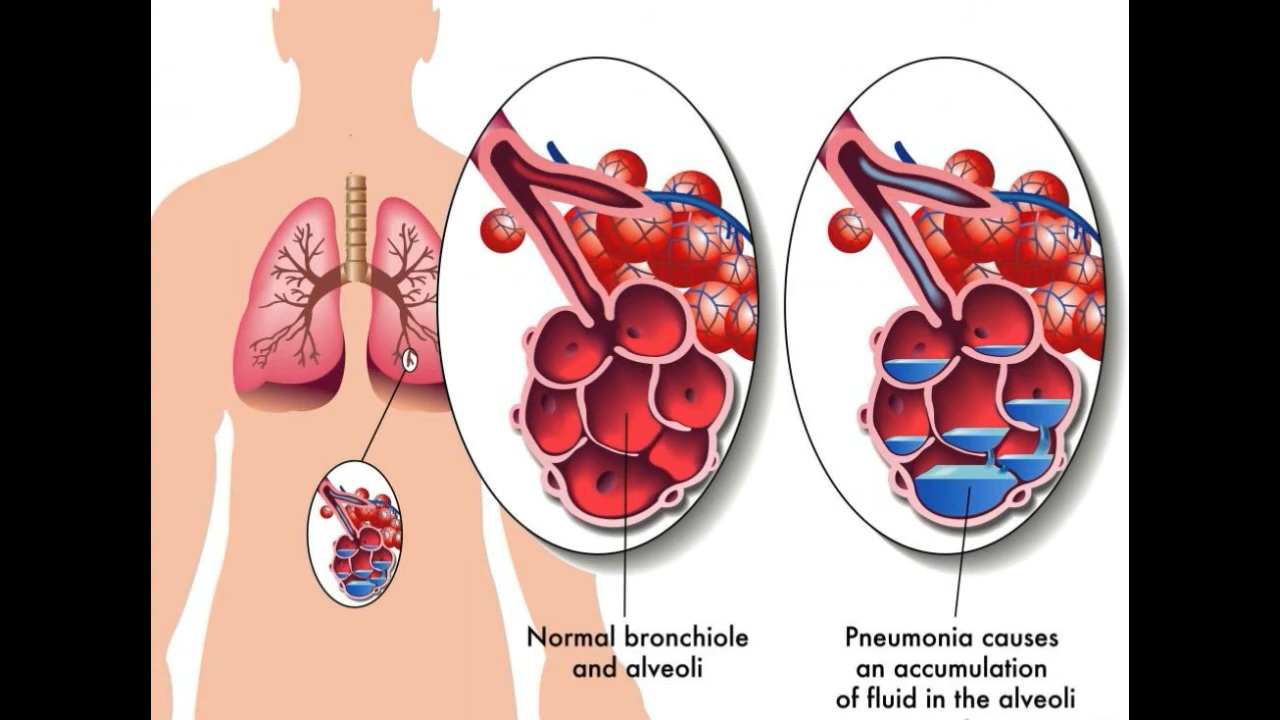 Normal bronchiole
and alveoli
Pneumonia causes
an accumulation
of fluid in the alveoli